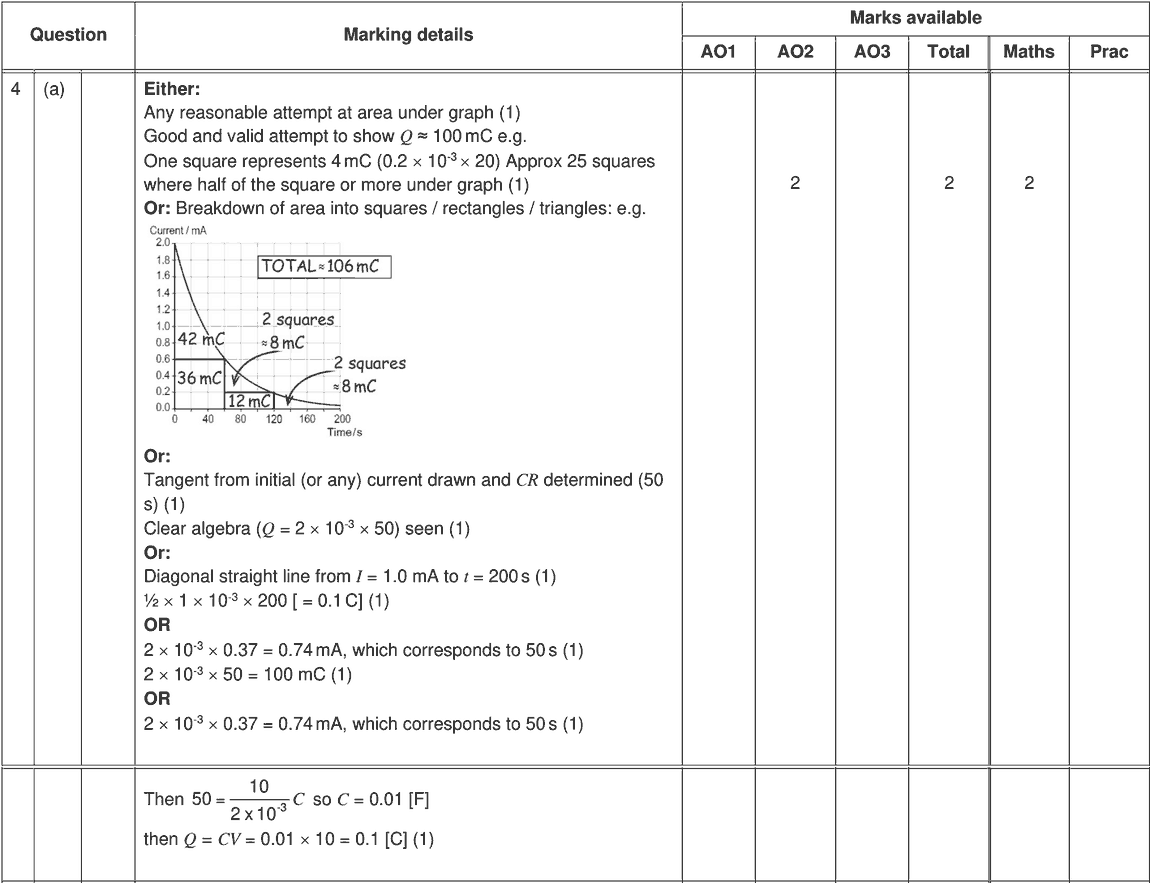 Question
Marking details
Marks available
AO1 AO2 AO3 Total Maths Prac
4 (a) Either:
Any reasonable attempt at area under graph (1)
Good and valid attempt to show Q ≈ 100 mC e.g.
One square represents 4 mC (0.2 × 10⁻³ × 20) Approx 25 squares
where half of the square or more under graph (1) 2 2 2
Or: Breakdown of area into squares / rectangles / triangles: e.g.
Current / mA
2.0
1.8
TOTAL ≈ 106 mC
1.6
1.4
1.2
2 squares
1.0
≈ 8 mC
0.8
42 mC
2 squares
0.6
≈ 8 mC
0.4
36 mC
0.2
12 mC
0.0
0 40 80 120 160 200
Time/s
Or:
Tangent from initial (or any) current drawn and CR determined (50
s) (1)
Clear algebra (Q = 2 × 10⁻³ × 50) seen (1)
Or:
Diagonal straight line from I = 1.0 mA to t = 200 s (1)
½ × 1 × 10⁻³ × 200 [ = 0.1 C] (1)
OR
2 × 10⁻³ × 0.37 = 0.74 mA, which corresponds to 50 s (1)
2 × 10⁻³ × 50 = 100 mC (1)
OR
2 × 10⁻³ × 0.37 = 0.74 mA, which corresponds to 50 s (1)
Then 50 = 10 / 2 x 10⁻³ C so C = 0.01 [F]
then Q = CV = 0.01 × 10 = 0.1 [C] (1)